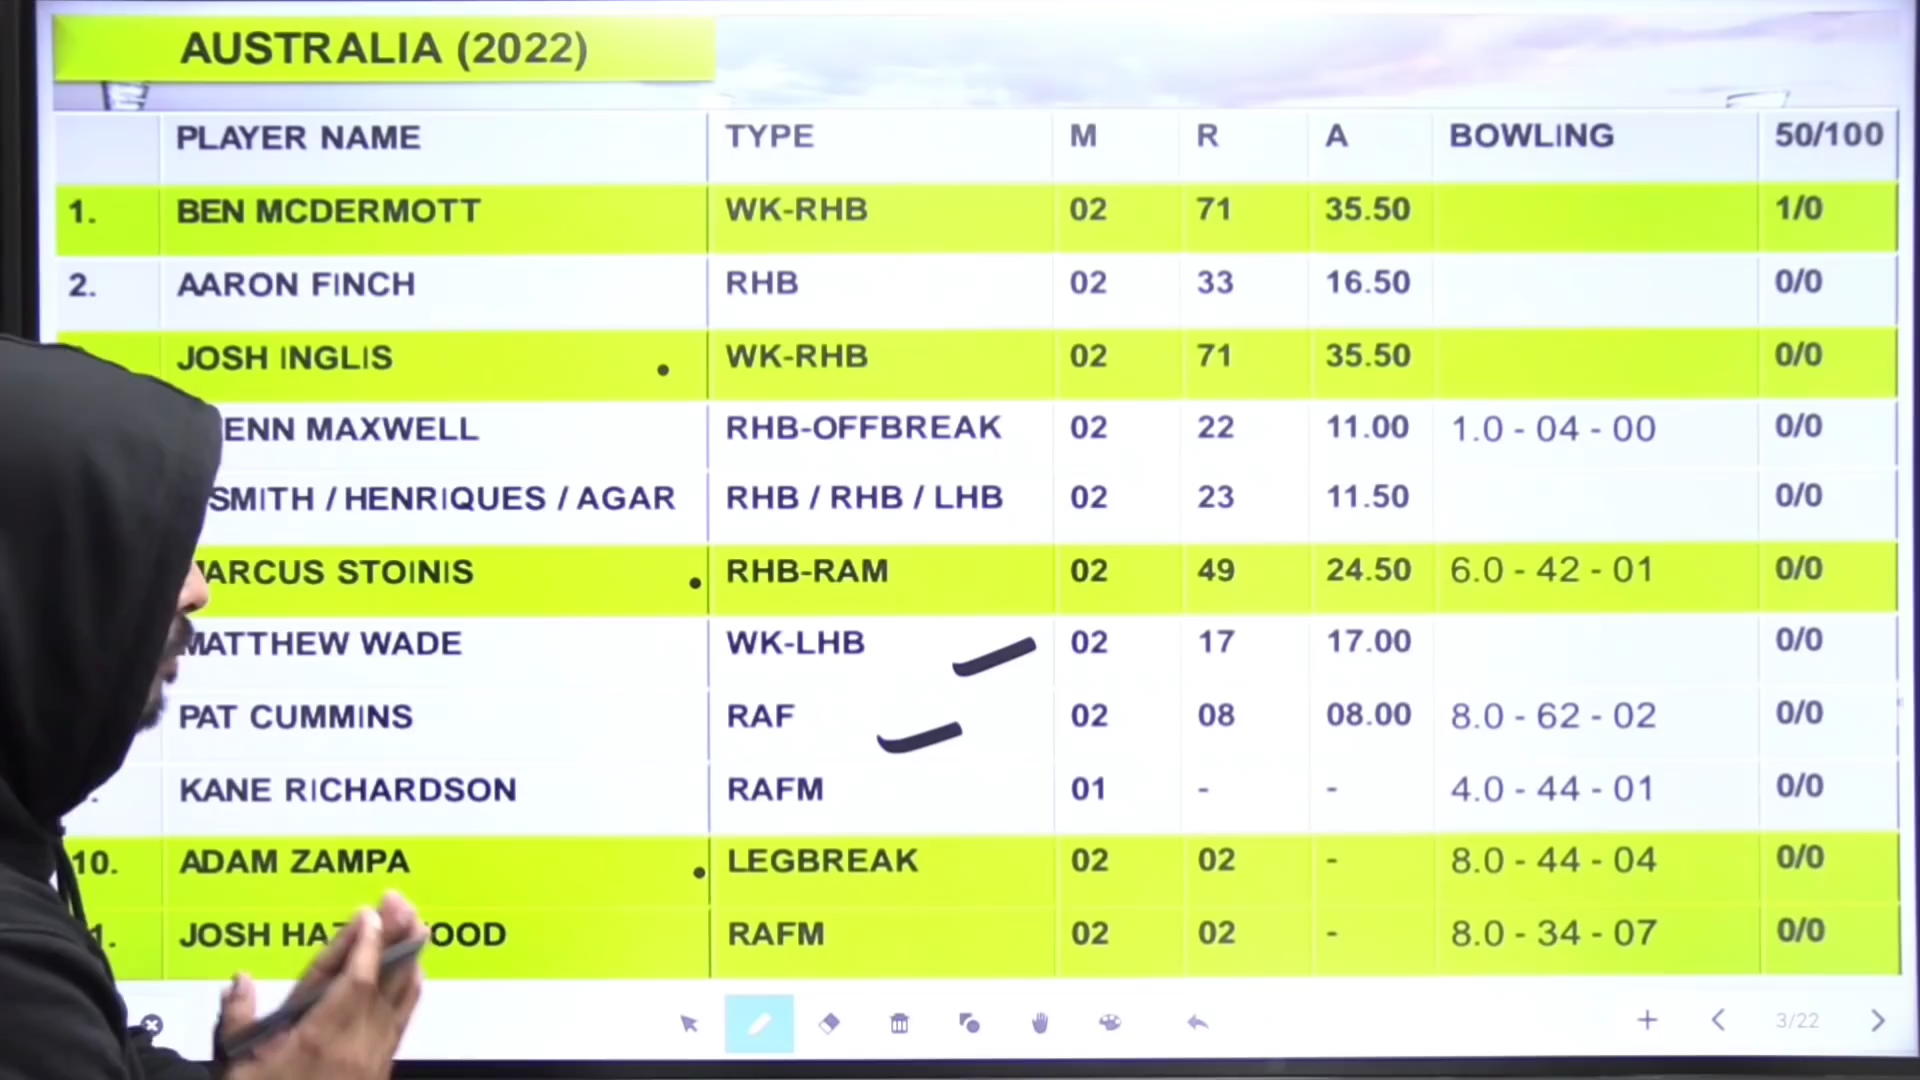 AUSTRALIA (2022)
PLAYER NAME TYPE M R A BOWLING 50/100
1. BEN MCDERMOTT WK-RHB 02 71 35.50 1/0
2. AARON FINCH RHB 02 33 16.50 0/0
JOSH INGLIS WK-RHB 02 71 35.50 0/0
ENN MAXWELL RHB-OFFBREAK 02 22 11.00 1.0 - 04 - 00 0/0
SMITH / HENRIQUES / AGAR RHB / RHB / LHB 02 23 11.50 0/0
MARCUS STOINIS RHB-RAM 02 49 24.50 6.0 - 42 - 01 0/0
MATTHEW WADE WK-LHB 02 17 17.00 0/0
PAT CUMMINS RAF 02 08 08.00 8.0 - 62 - 02 0/0
KANE RICHARDSON RAFM 01 - - 4.0 - 44 - 01 0/0
10. ADAM ZAMPA LEGBREAK 02 02 - 8.0 - 44 - 04 0/0
1. JOSH HA OOD RAFM 02 02 - 8.0 - 34 - 07 0/0
3/22